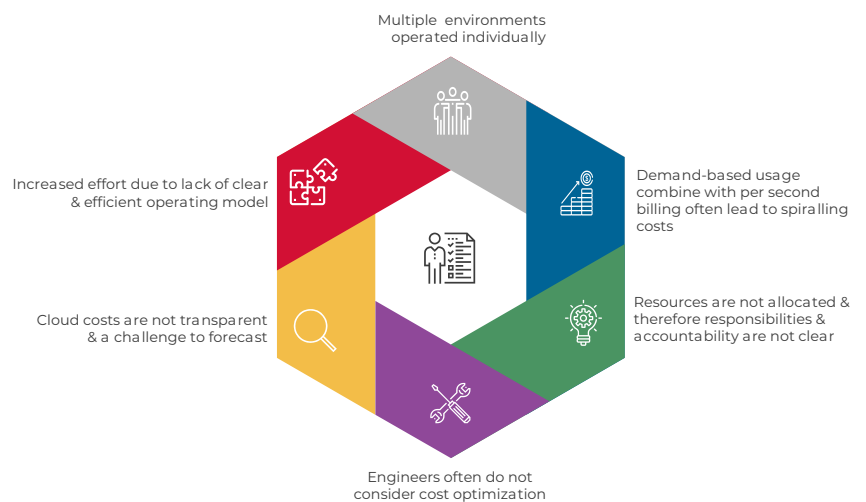 Multiple environments
operated individually
Increased effort due to lack of clear
& efficient operating model
Demand-based usage
combine with per second
billing often lead to spiralling
costs
Cloud costs are not transparent
& a challenge to forecast
Resources are not allocated &
therefore responsibilities &
accountability are not clear
Engineers often do not
consider cost optimization